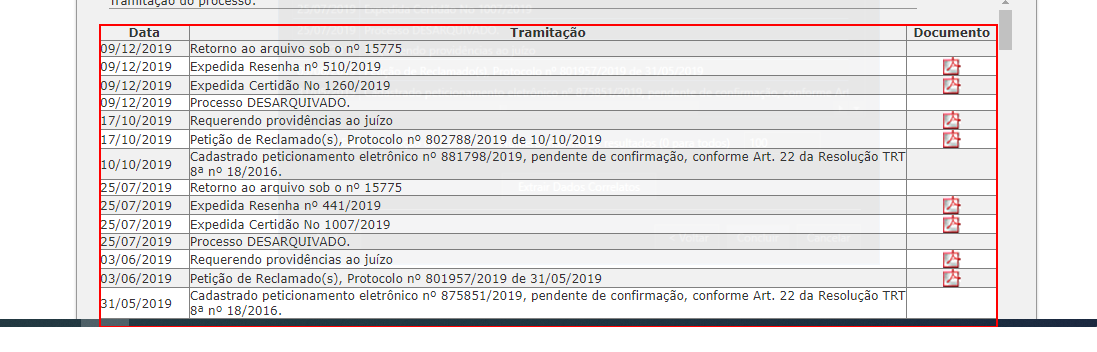 Tramitação do processo:
Data Tramitação Documento
09/12/2019 Retorno ao arquivo sob o nº 15775
09/12/2019 Expedida Resenha nº 510/2019
09/12/2019 Expedida Certidão No 1260/2019
09/12/2019 Processo DESARQUIVADO.
17/10/2019 Requerendo providências ao juízo
17/10/2019 Petição de Reclamado(s), Protocolo nº 802788/2019 de 10/10/2019
10/10/2019 Cadastrado peticionamento eletrônico nº 881798/2019, pendente de confirmação, conforme Art. 22 da Resolução TRT
8ª nº 18/2016.
25/07/2019 Retorno ao arquivo sob o nº 15775
25/07/2019 Expedida Resenha nº 441/2019
25/07/2019 Expedida Certidão No 1007/2019
25/07/2019 Processo DESARQUIVADO.
03/06/2019 Requerendo providências ao juízo
03/06/2019 Petição de Reclamado(s), Protocolo nº 801957/2019 de 31/05/2019
31/05/2019 Cadastrado peticionamento eletrônico nº 875851/2019, pendente de confirmação, conforme Art. 22 da Resolução TRT
8ª nº 18/2016.